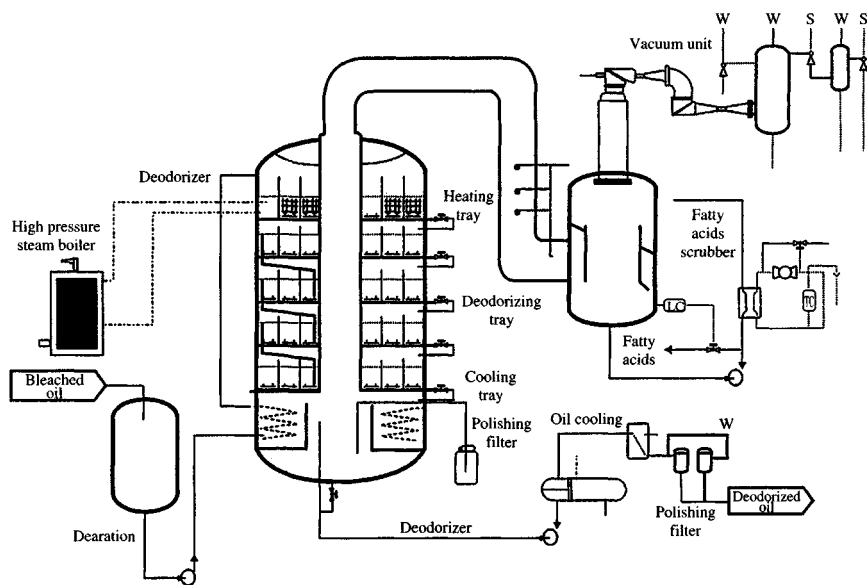 W
W
S
W
S
Vacuum unit
Deodorizer
Heating
tray
Fatty
acids
scrubber
High pressure
steam boiler
Deodorizing
tray
LC
TC
Fatty
acids
Bleached
oil
Cooling
tray
Polishing
filter
Oil cooling
W
Dearation
Deodorizer
Polishing
filter
Deodorized
oil